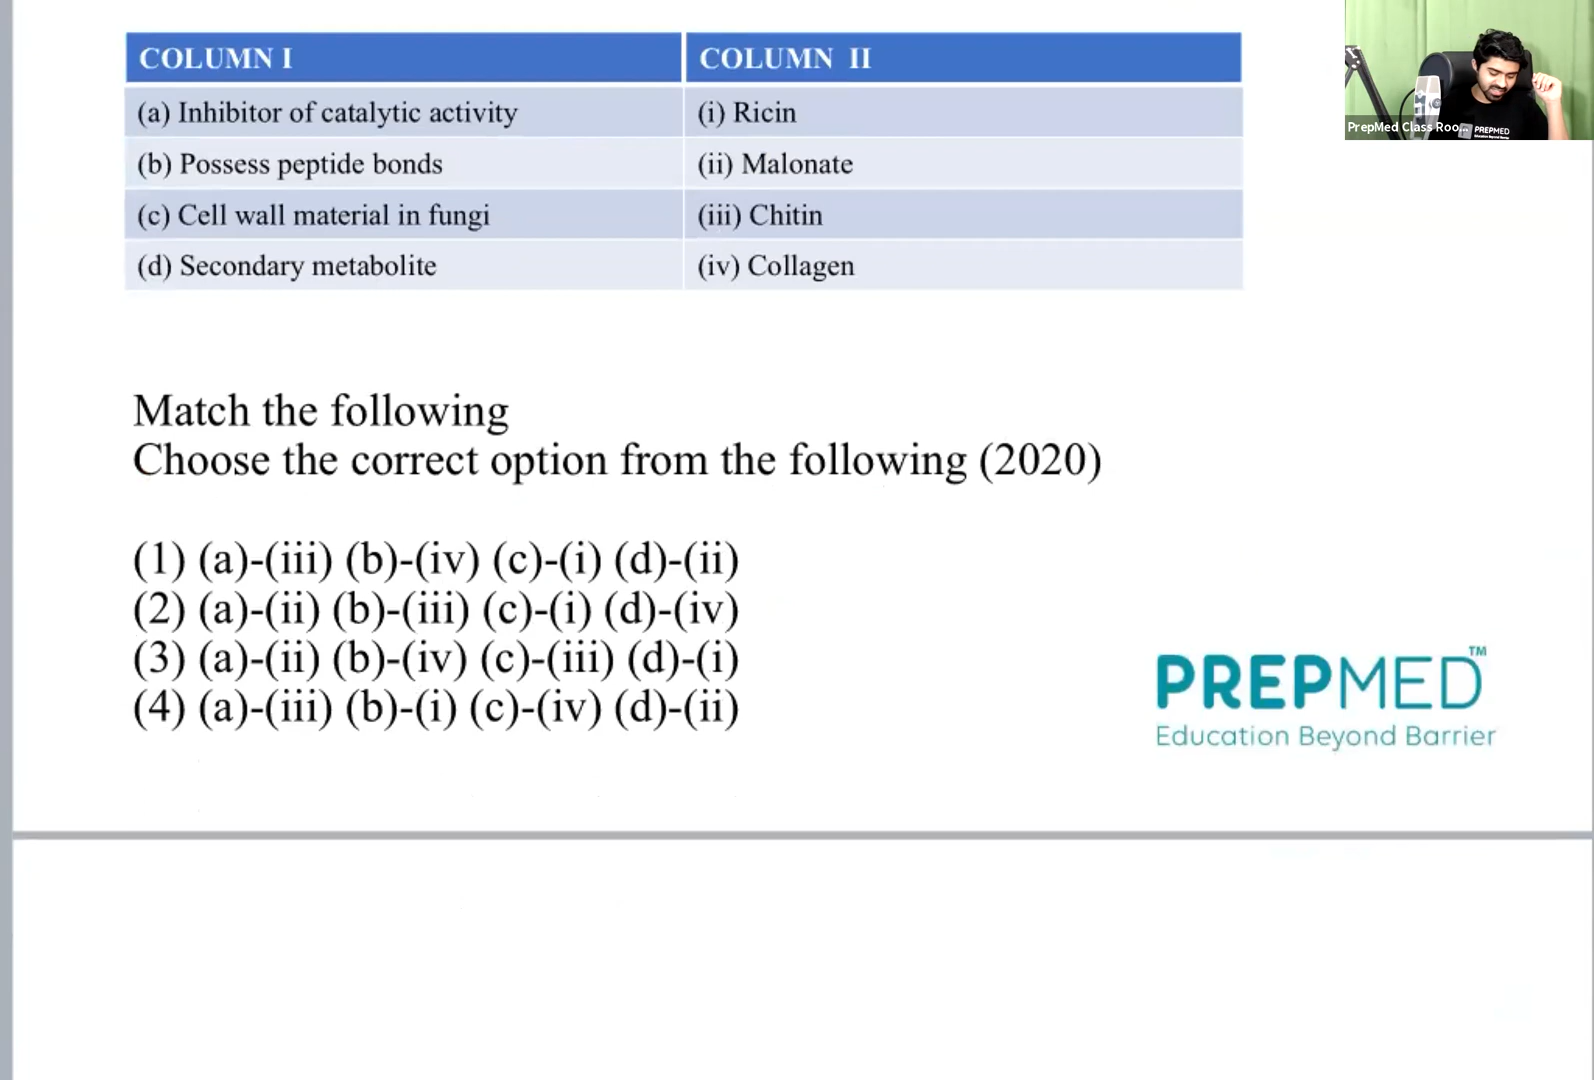 COLUMN I COLUMN II
(a) Inhibitor of catalytic activity (i) Ricin
(b) Possess peptide bonds (ii) Malonate
(c) Cell wall material in fungi (iii) Chitin
(d) Secondary metabolite (iv) Collagen
PREPMED
PrepMed Class Roo...
Match the following
Choose the correct option from the following (2020)
(1) (a)-(iii) (b)-(iv) (c)-(i) (d)-(ii)
(2) (a)-(ii) (b)-(iii) (c)-(i) (d)-(iv)
(3) (a)-(ii) (b)-(iv) (c)-(iii) (d)-(i)
(4) (a)-(iii) (b)-(i) (c)-(iv) (d)-(ii)
PREPMED™
Education Beyond Barrier